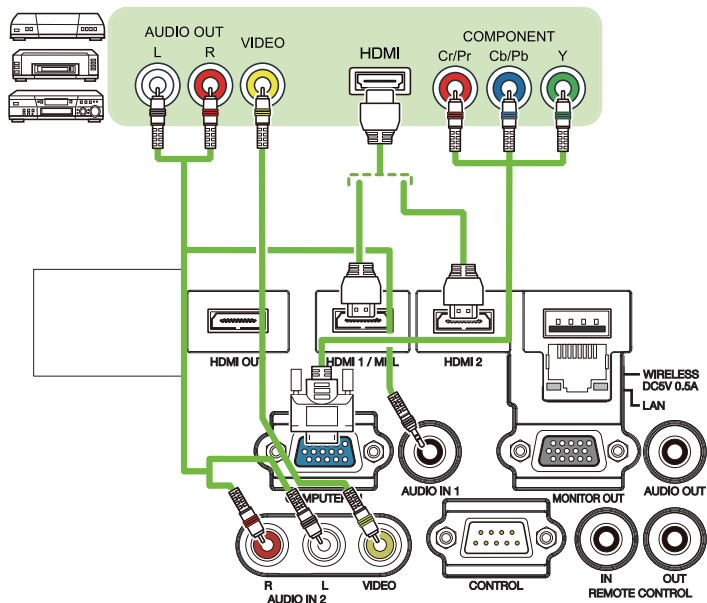 AUDIO OUT
L R
VIDEO
HDMI
COMPONENT
Cr/Pr Cb/Pb Y
HDMI OUT
HDMI 1 / MHL
HDMI 2
WIRELESS
DC5V 0.5A
LAN
COMPUTER
AUDIO IN 1
MONITOR OUT
AUDIO OUT
R L VIDEO
AUDIO IN 2
CONTROL
IN OUT
REMOTE CONTROL